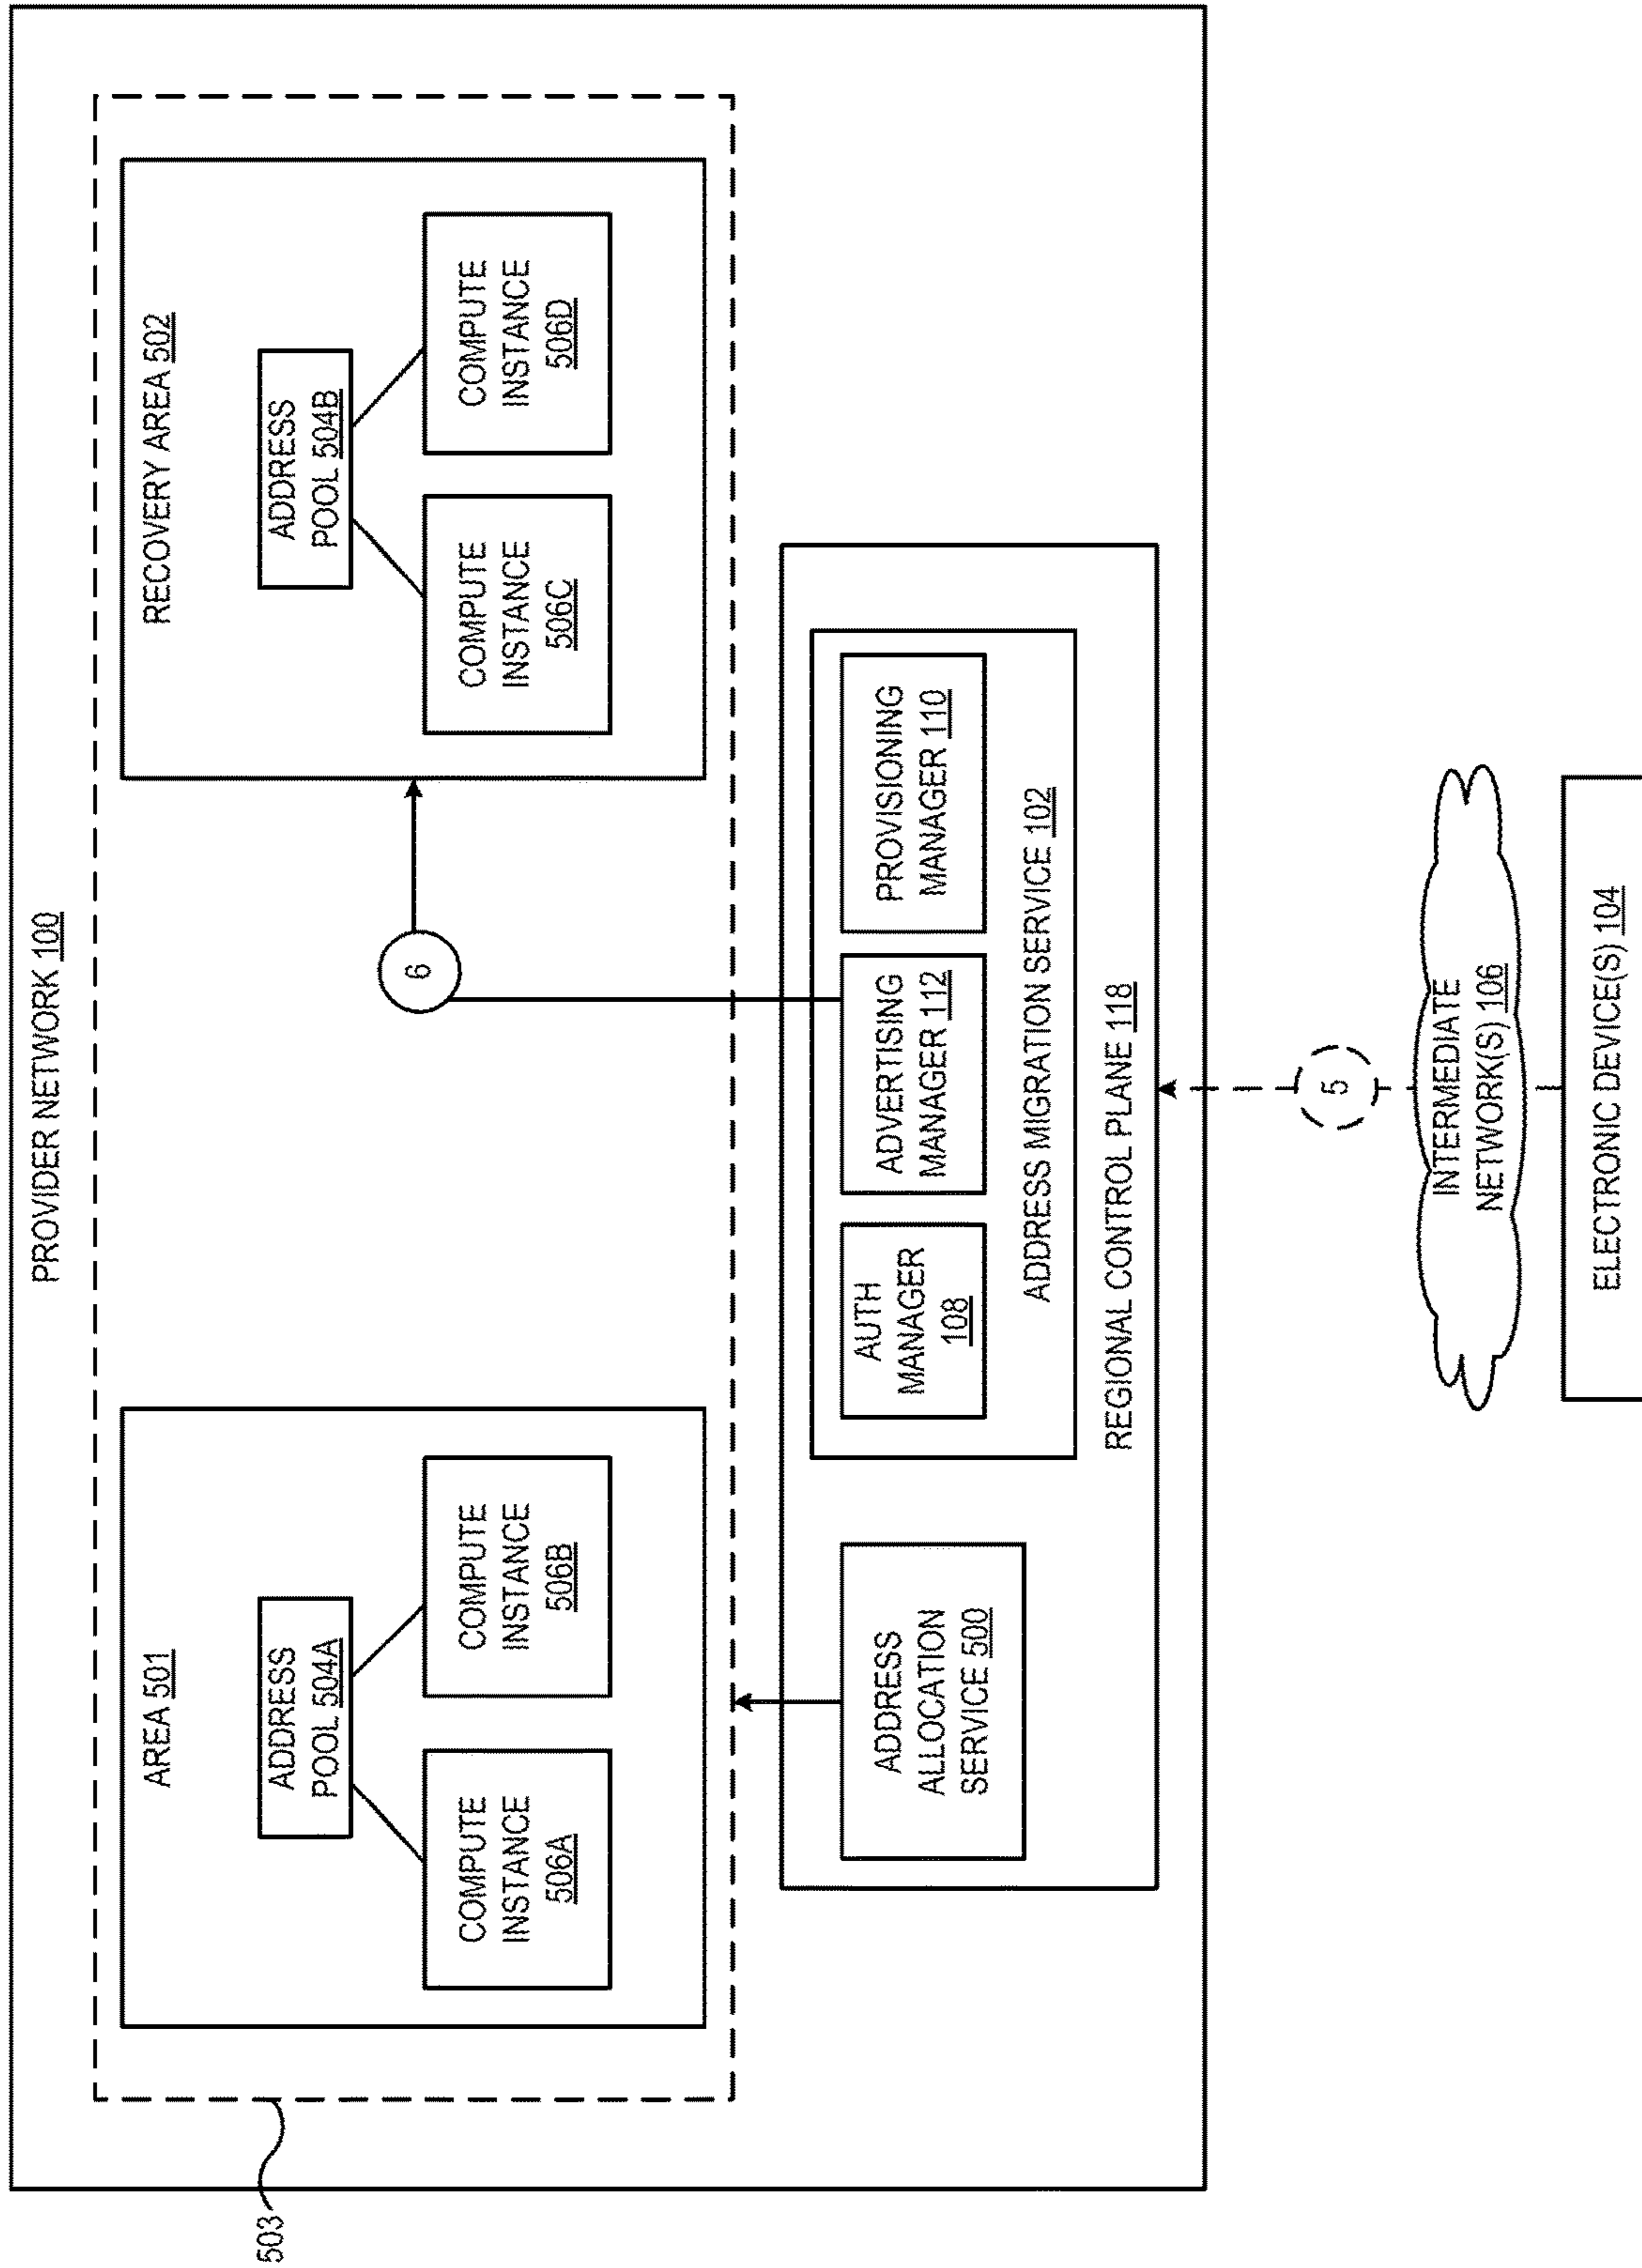 PROVIDER NETWORK 100
503
AREA 501
ADDRESS
POOL 504A
COMPUTE
INSTANCE
506A
COMPUTE
INSTANCE
506B
RECOVERY AREA 502
ADDRESS
POOL 504B
COMPUTE
INSTANCE
506C
COMPUTE
INSTANCE
506D
6
ADDRESS
ALLOCATION
SERVICE 500
AUTH
MANAGER
108
ADVERTISING
MANAGER 112
PROVISIONING
MANAGER 110
ADDRESS MIGRATION SERVICE 102
REGIONAL CONTROL PLANE 118
5
INTERMEDIATE
NETWORK(S) 106
ELECTRONIC DEVICE(S) 104